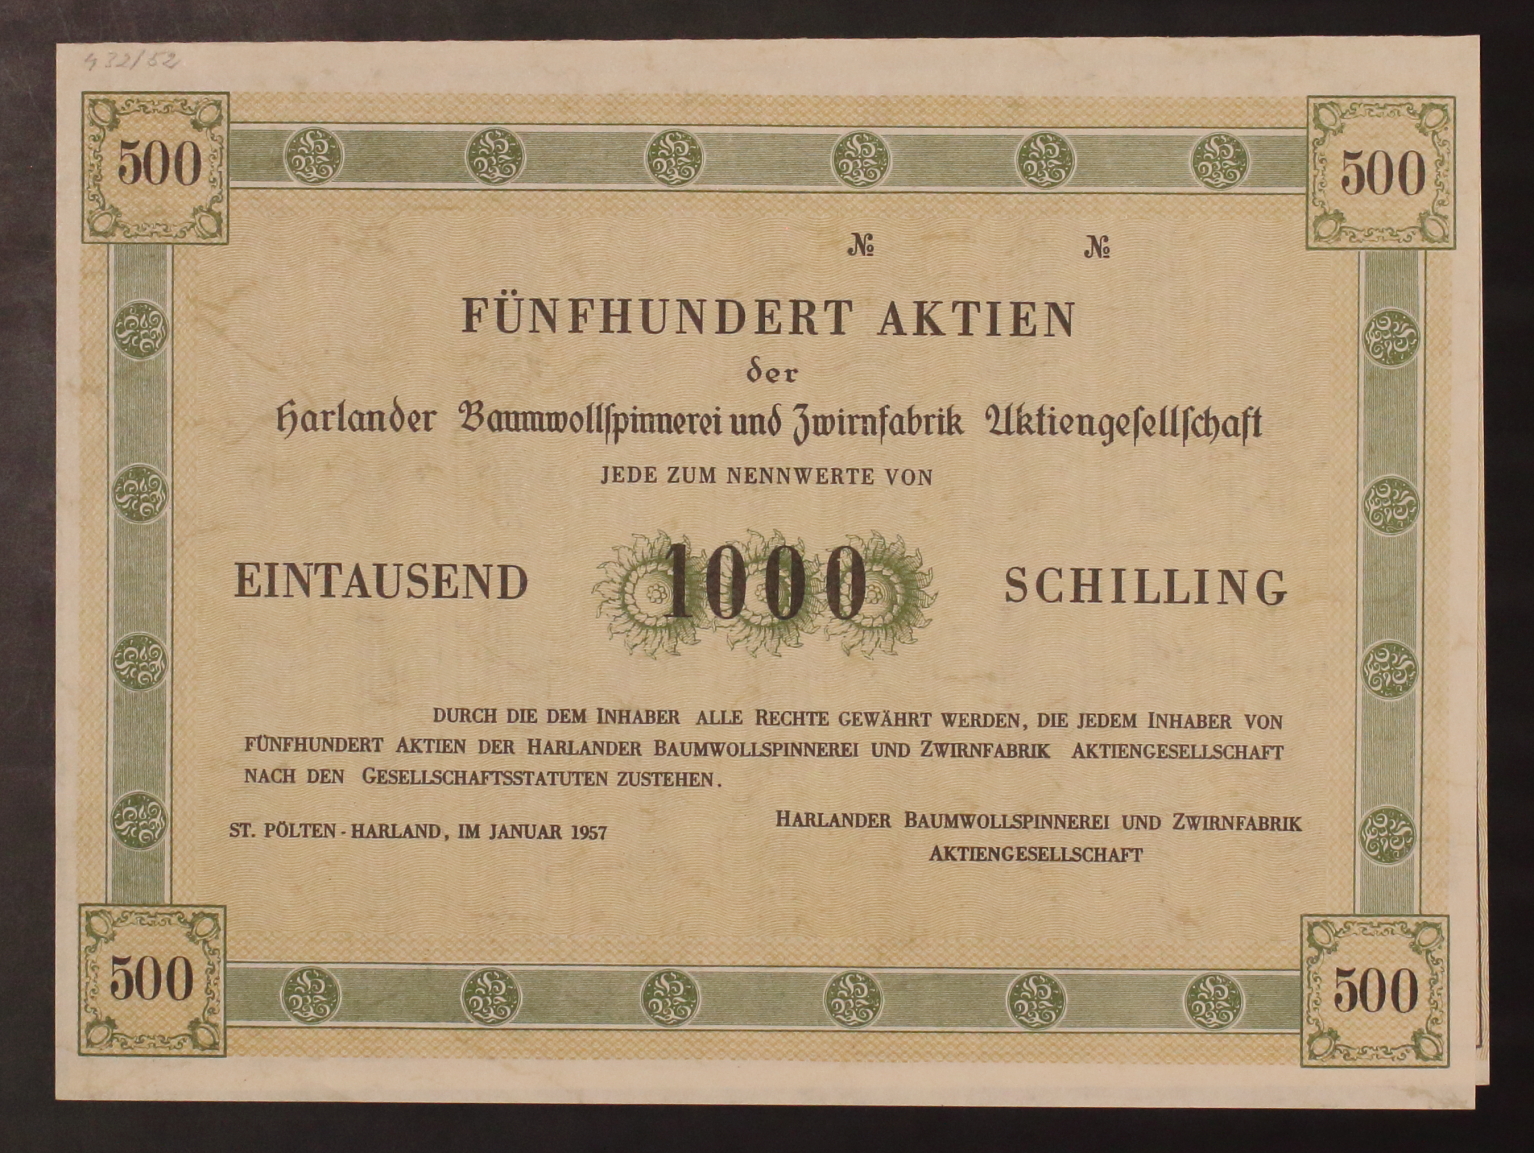 432/52
500
500
№ №
FÜNFHUNDERT AKTIEN
der
Harlander Baumwollspinnerei und Zwirnfabrik Aktiengesellschaft
JEDE ZUM NENNWERTE VON
EINTAUSEND 1000 SCHILLING
DURCH DIE DEM INHABER ALLE RECHTE GEWÄHRT WERDEN, DIE JEDEM INHABER VON
FÜNFHUNDERT AKTIEN DER HARLANDER BAUMWOLLSPINNEREI UND ZWIRNFABRIK AKTIENGESELLSCHAFT
NACH DEN GESELLSCHAFTSSTATUTEN ZUSTEHEN.
ST. PÖLTEN - HARLAND, IM JANUAR 1957
HARLANDER BAUMWOLLSPINNEREI UND ZWIRNFABRIK
AKTIENGESELLSCHAFT
500
500